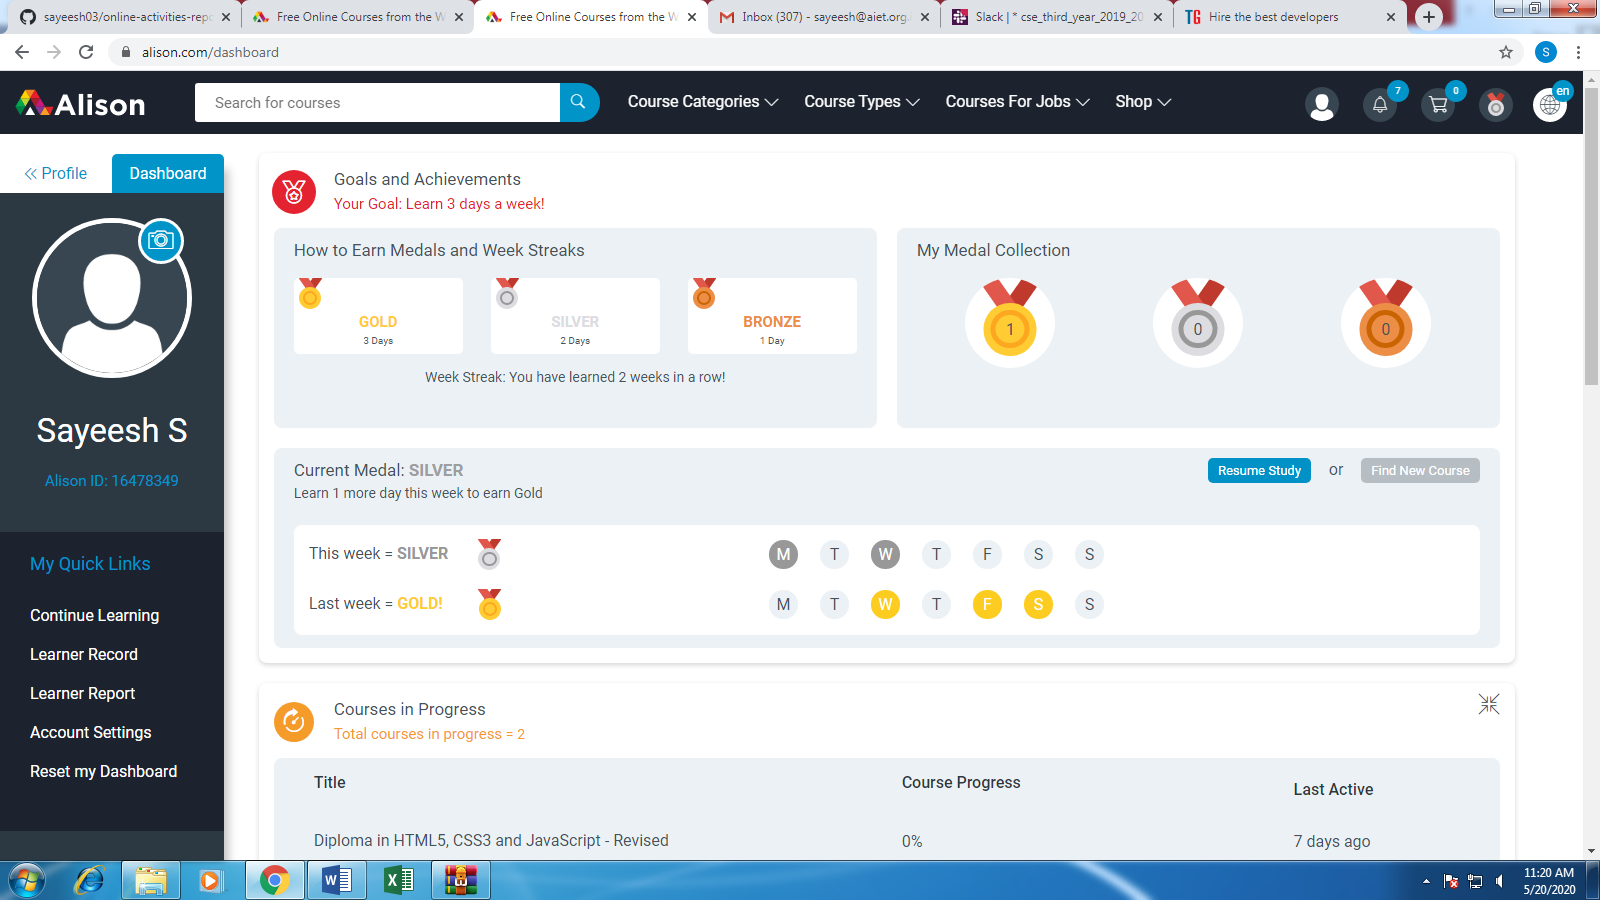 sayeesh03/online-activities-repo
Free Online Courses from the W
Free Online Courses from the W
Inbox (307) - sayeesh@aiet.org.
Slack | * cse_third_year_2019_20
TG Hire the best developers
alison.com/dashboard
S
Alison
Search for courses
Course Categories
Course Types
Courses For Jobs
Shop
7
0
en
Profile
Dashboard
Sayeesh S
Alison ID: 16478349
My Quick Links
Continue Learning
Learner Record
Learner Report
Account Settings
Reset my Dashboard
Goals and Achievements
Your Goal: Learn 3 days a week!
How to Earn Medals and Week Streaks
GOLD
3 Days
SILVER
2 Days
BRONZE
1 Day
Week Streak: You have learned 2 weeks in a row!
My Medal Collection
1
0
0
Current Medal: SILVER
Learn 1 more day this week to earn Gold
Resume Study
or
Find New Course
This week = SILVER
M T W T F S S
Last week = GOLD!
M T W T F S S
Courses in Progress
Total courses in progress = 2
Title
Course Progress
Last Active
Diploma in HTML5, CSS3 and JavaScript - Revised
0%
7 days ago
11:20 AM
5/20/2020